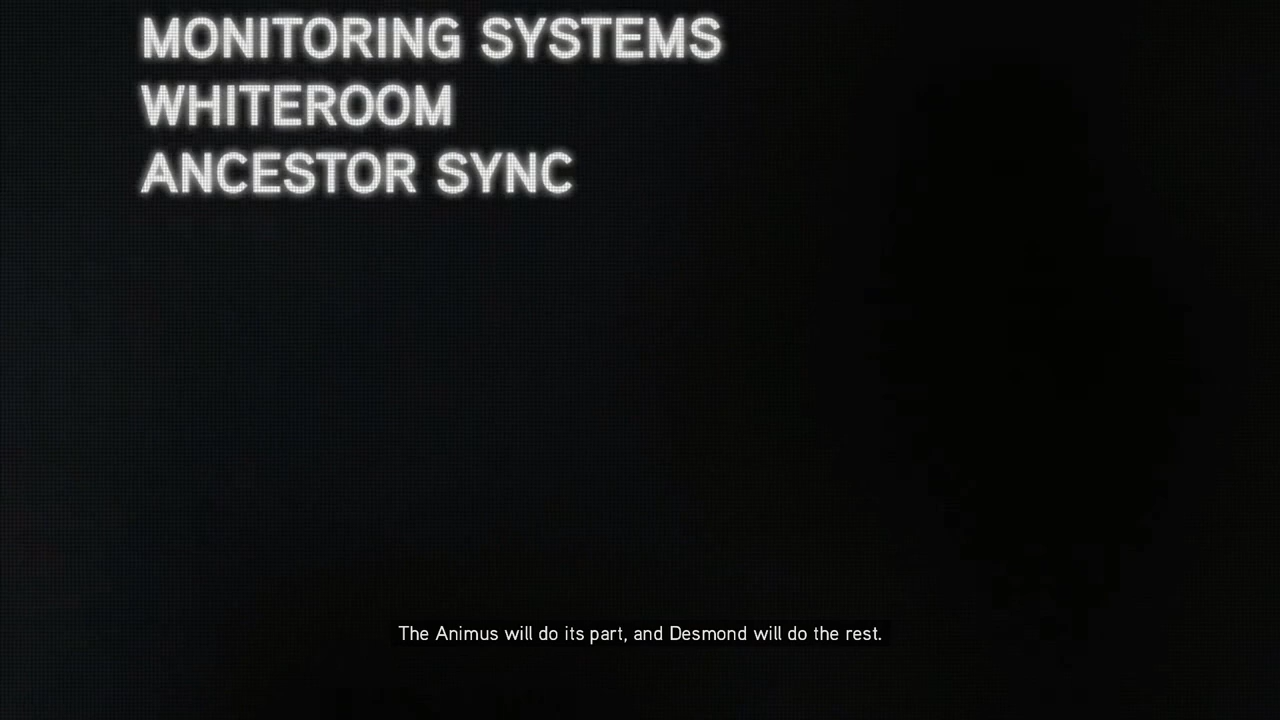 MONITORING SYSTEMS
WHITEROOM
ANCESTOR SYNC
The Animus will do its part, and Desmond will do the rest.